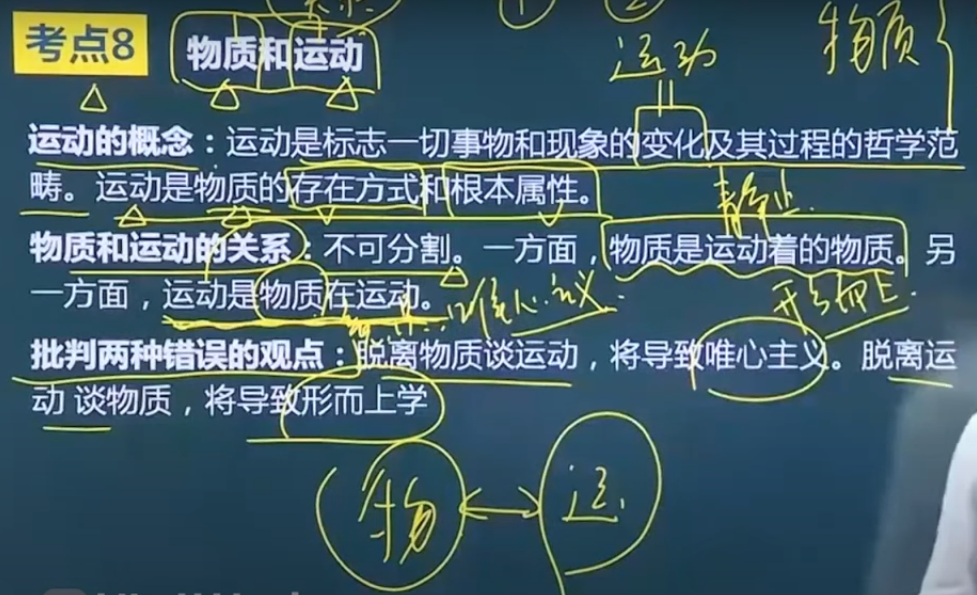 ① ②
考点8 物质和运动
运动
物质
运动的概念：运动是标志一切事物和现象的变化及其过程的哲学范
畴。运动是物质的存在方式和根本属性。
静止
物质和运动的关系：不可分割。一方面，物质是运动着的物质。另
一方面，运动是物质在运动。
形而上
批判两种错误的观点：脱离物质谈运动，将导致唯心主义。脱离运
动 谈物质，将导致形而上学
物 ↔ 运